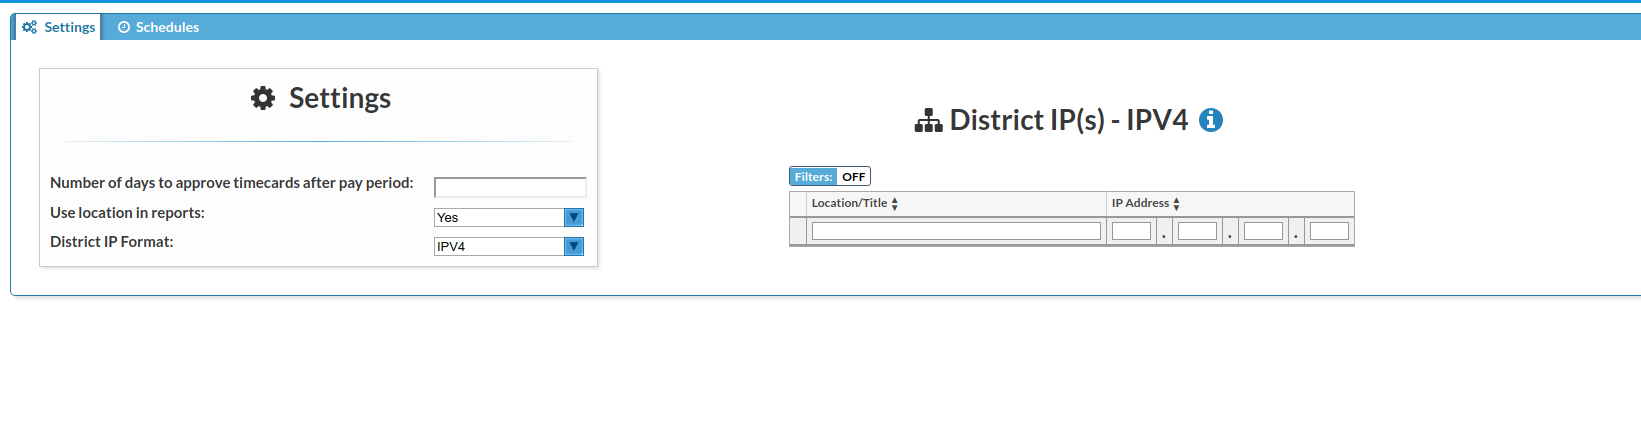 Settings
Schedules
Settings
Number of days to approve timecards after pay period:
Use location in reports: Yes
District IP Format: IPV4
District IP(s) - IPV4
Filters: OFF
Location/Title IP Address
. . .